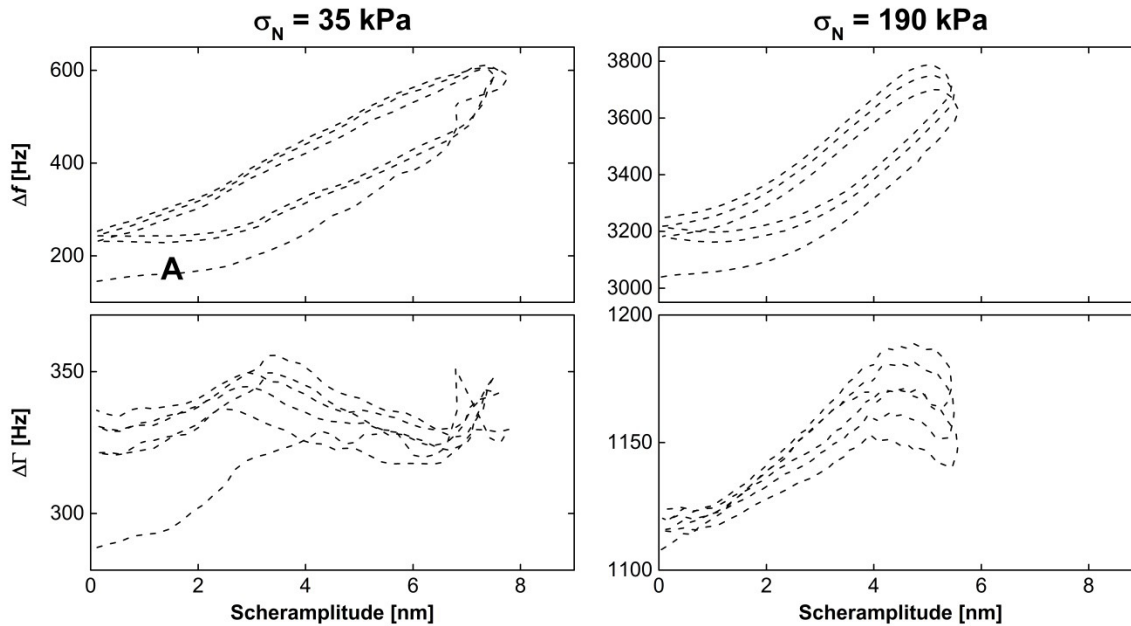 σN = 35 kPa
σN = 190 kPa
Δf [Hz]
600
400
200
A
3800
3600
3400
3200
3000
ΔΓ [Hz]
350
300
1200
1150
1100
0 2 4 6 8
0 2 4 6 8
Scheramplitude [nm]
Scheramplitude [nm]